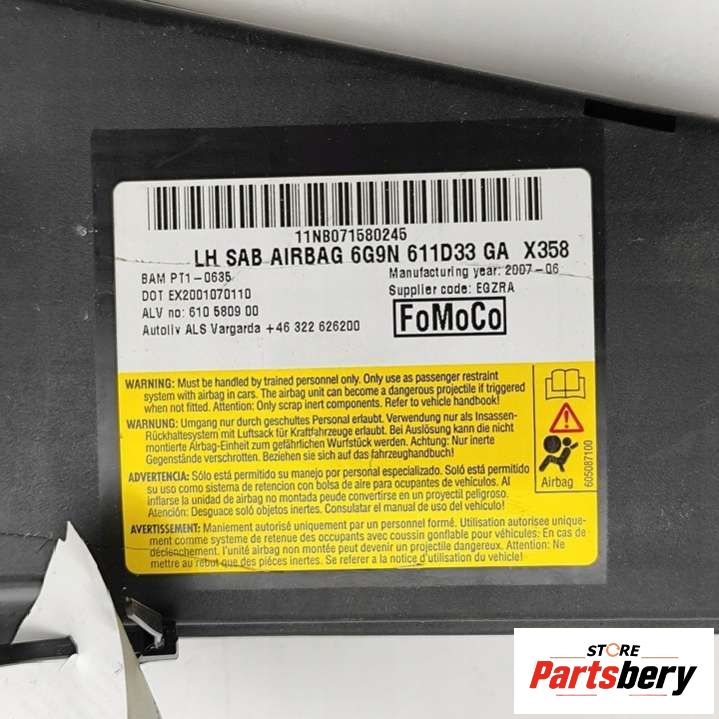 11NB071580245
LH SAB AIRBAG 6G9N 611D33 GA X358
BAM PT1-0635
Manufacturing year: 2007-06
DOT EX2001070110
Supplier code: EGZRA
ALV no: 610 5809 00
FoMoCo
Autoliv ALS Vargarda +46 322 626200
WARNING: Must be handled by trained personnel only. Only use as passenger restraint
system with airbag in cars. The airbag unit can become a dangerous projectile if triggered
when not fitted. Attention: Only scrap inert components. Refer to vehicle handbook!
WARNUNG: Umgang nur durch geschultes Personal erlaubt. Verwendung nur als Insassen-
Rückhaltesystem mit Luftsack für Kraftfahrzeuge erlaubt. Bei Auslösung kann die nicht
montierte Airbag-Einheit zum gefährlichen Wurfstück werden. Achtung: Nur inerte
Gegenstände verschrotten. Beziehen sie sich auf das fahrzeughandbuch!
ADVERTENCIA: Sólo está permitido su manejo por personal especializado. Soló está permitido
su uso como sistema de retencion con bolsa de aire para ocupantes de vehículos. Al
inflarse la unidad de airbag no montada peude convertirse en un proyectil peligroso.
Atención: Desguace soló objetos inertes. Consulatar el manual de uso del vehículo!
AVERTISSEMENT: Maniement autorisé uniquement par un personnel formé. Utilisation autorisee unique-
ment comme systeme de retenue des occupants avec coussin gonflable pour véhicules: En cas de
déclenchement, l'unité airbag non montée peut devenir un projectile dangereux. Attention: Ne
mettre au rebut que des piéces inertes. Se referer a la notice d'utilisation du vehicule!
Airbag
605087100
STORE
Partsbery